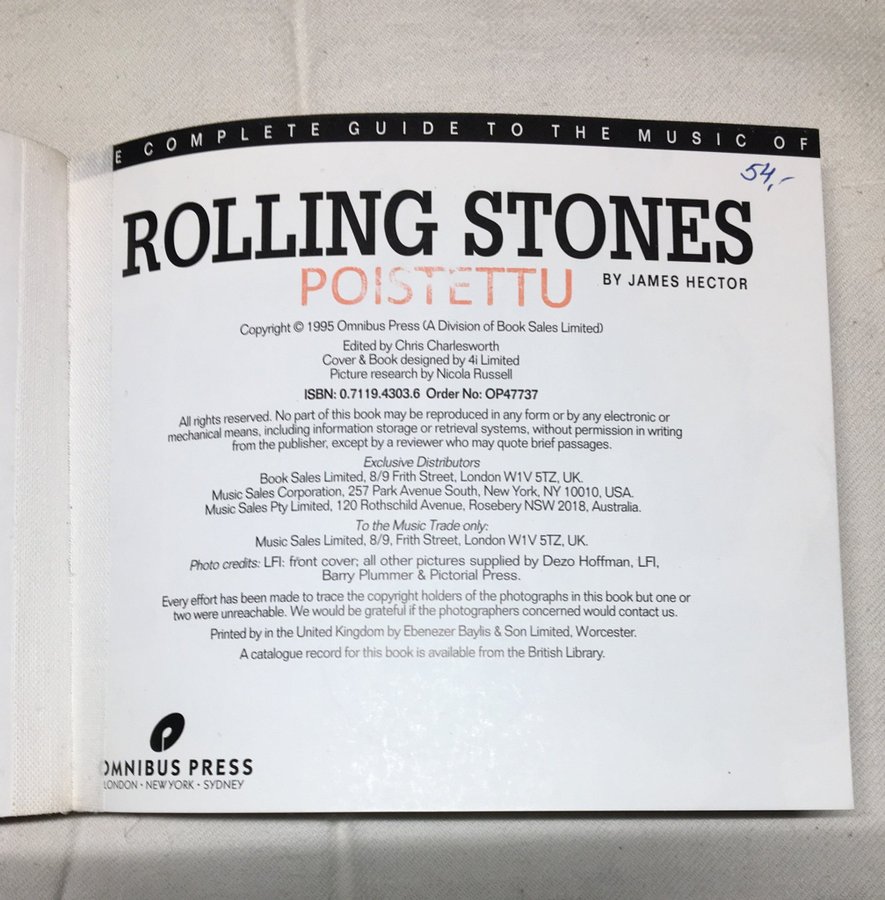 E COMPLETE GUIDE TO THE MUSIC OF
54,-
ROLLING STONES
POISTETTU
BY JAMES HECTOR
Copyright © 1995 Omnibus Press (A Division of Book Sales Limited)
Edited by Chris Charlesworth
Cover & Book designed by 4i Limited
Picture research by Nicola Russell
ISBN: 0.7119.4303.6 Order No: OP47737
All rights reserved. No part of this book may be reproduced in any form or by any electronic or
mechanical means, including information storage or retrieval systems, without permission in writing
from the publisher, except by a reviewer who may quote brief passages.
Exclusive Distributors
Book Sales Limited, 8/9 Frith Street, London W1V 5TZ, UK.
Music Sales Corporation, 257 Park Avenue South, New York, NY 10010, USA.
Music Sales Pty Limited, 120 Rothschild Avenue, Rosebery NSW 2018, Australia.
To the Music Trade only:
Music Sales Limited, 8/9, Frith Street, London W1V 5TZ, UK.
Photo credits: LFI: front cover; all other pictures supplied by Dezo Hoffman, LFI,
Barry Plummer & Pictorial Press.
Every effort has been made to trace the copyright holders of the photographs in this book but one or
two were unreachable. We would be grateful if the photographers concerned would contact us.
Printed by in the United Kingdom by Ebenezer Baylis & Son Limited, Worcester.
A catalogue record for this book is available from the British Library.
OMNIBUS PRESS
LONDON · NEW YORK · SYDNEY